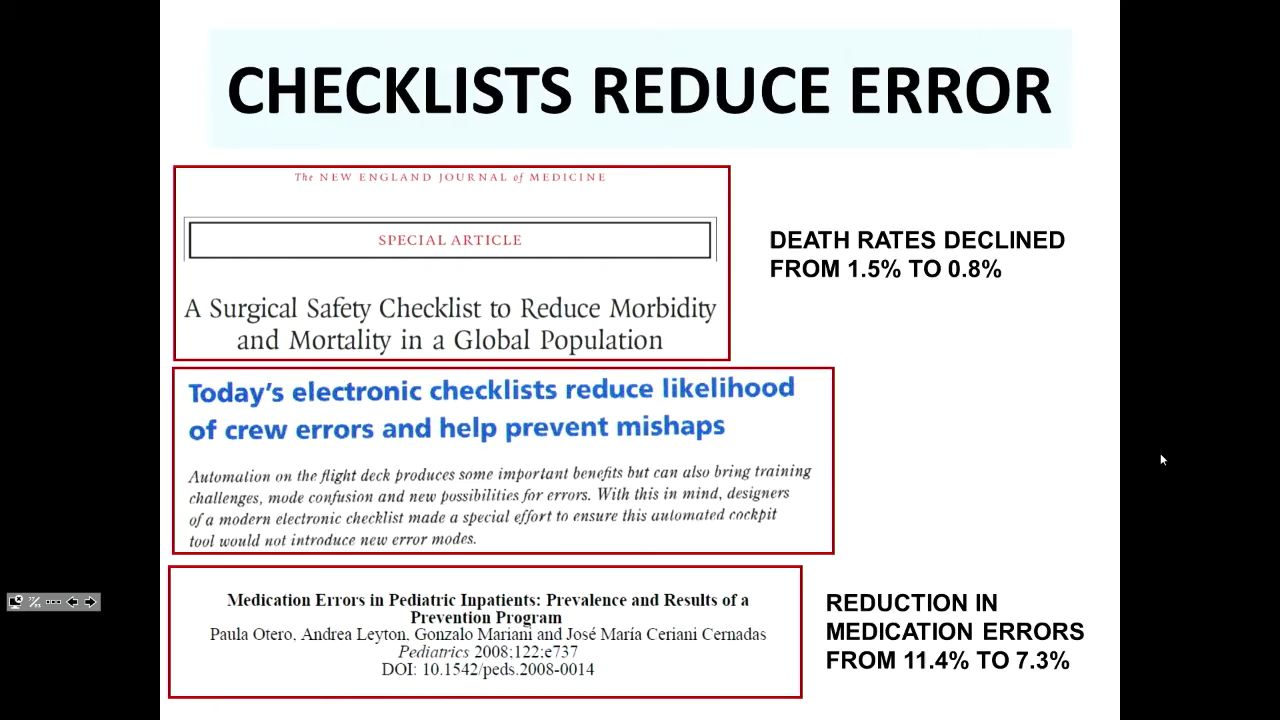 CHECKLISTS REDUCE ERROR
The NEW ENGLAND JOURNAL of MEDICINE
SPECIAL ARTICLE
A Surgical Safety Checklist to Reduce Morbidity
and Mortality in a Global Population
DEATH RATES DECLINED
FROM 1.5% TO 0.8%
Today's electronic checklists reduce likelihood
of crew errors and help prevent mishaps
Automation on the flight deck produces some important benefits but can also bring training
challenges, mode confusion and new possibilities for errors. With this in mind, designers
of a modern electronic checklist made a special effort to ensure this automated cockpit
tool would not introduce new error modes.
Medication Errors in Pediatric Inpatients: Prevalence and Results of a
Prevention Program
Paula Otero, Andrea Leyton, Gonzalo Mariani and José María Ceriani Cernadas
Pediatrics 2008;122;e737
DOI: 10.1542/peds.2008-0014
REDUCTION IN
MEDICATION ERRORS
FROM 11.4% TO 7.3%